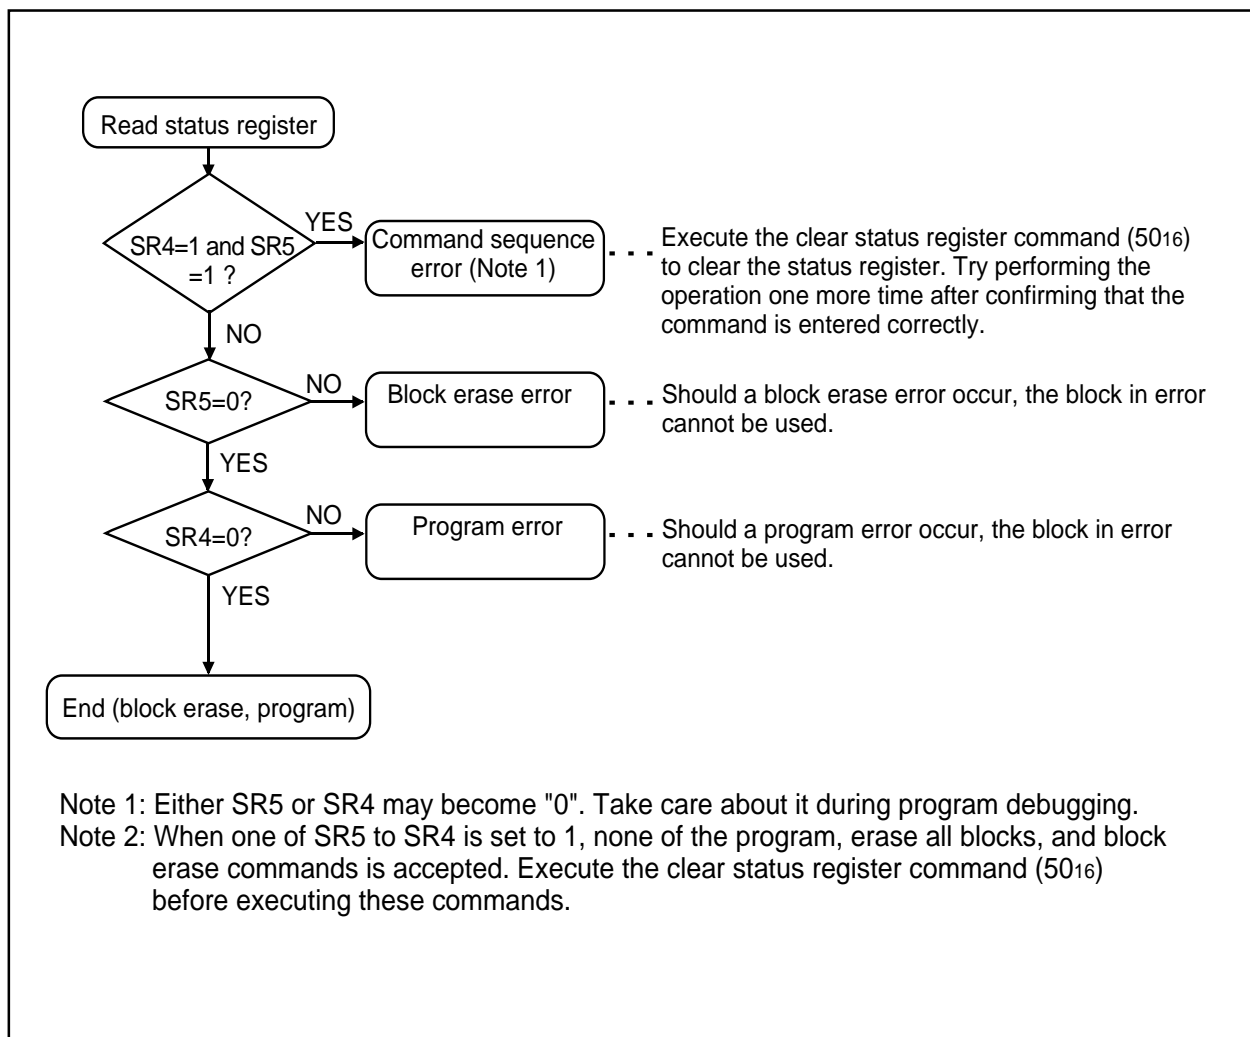 Read status register
SR4=1 and SR5
=1 ?
YES
Command sequence
error (Note 1)
Execute the clear status register command (5016)
to clear the status register. Try performing the
operation one more time after confirming that the
command is entered correctly.
NO
SR5=0?
NO
Block erase error
Should a block erase error occur, the block in error
cannot be used.
YES
SR4=0?
NO
Program error
Should a program error occur, the block in error
cannot be used.
YES
End (block erase, program)
Note 1: Either SR5 or SR4 may become "0". Take care about it during program debugging.
Note 2: When one of SR5 to SR4 is set to 1, none of the program, erase all blocks, and block
erase commands is accepted. Execute the clear status register command (5016)
before executing these commands.